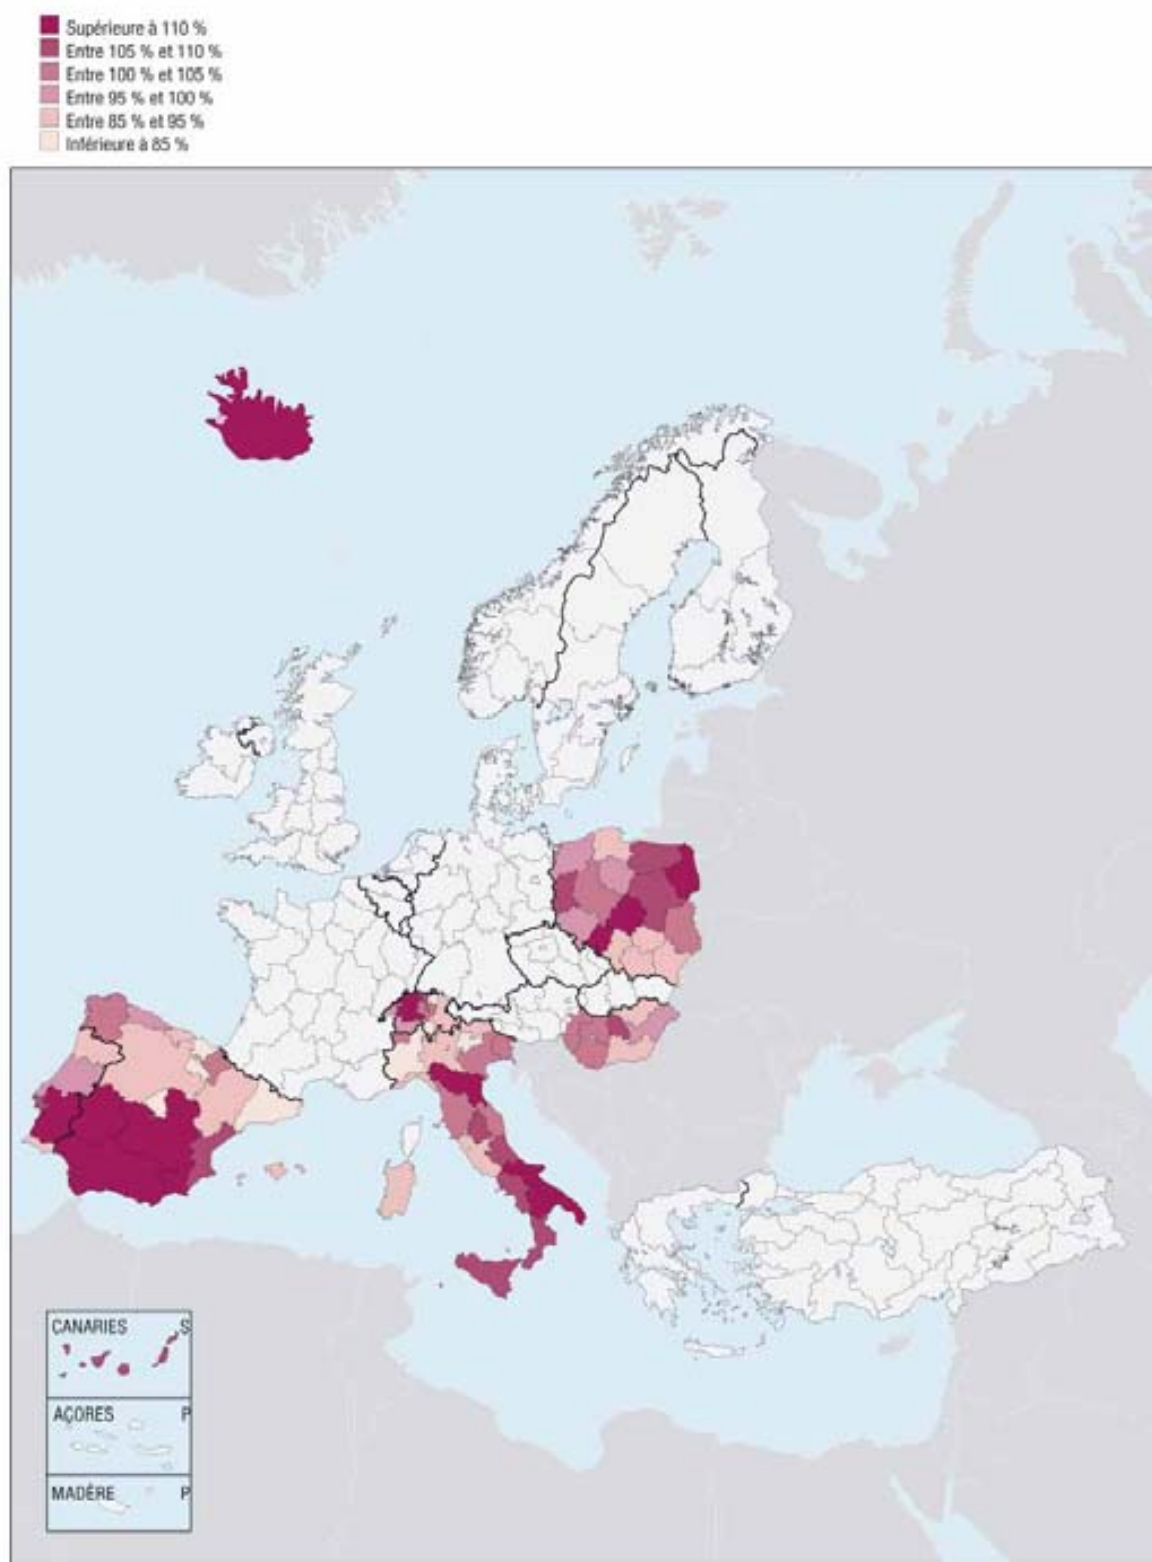 Supérieure à 110 %
Entre 105 % et 110 %
Entre 100 % et 105 %
Entre 95 % et 100 %
Entre 85 % et 95 %
Inférieure à 85 %
CANARIES S
AÇORES P
MADÈRE P